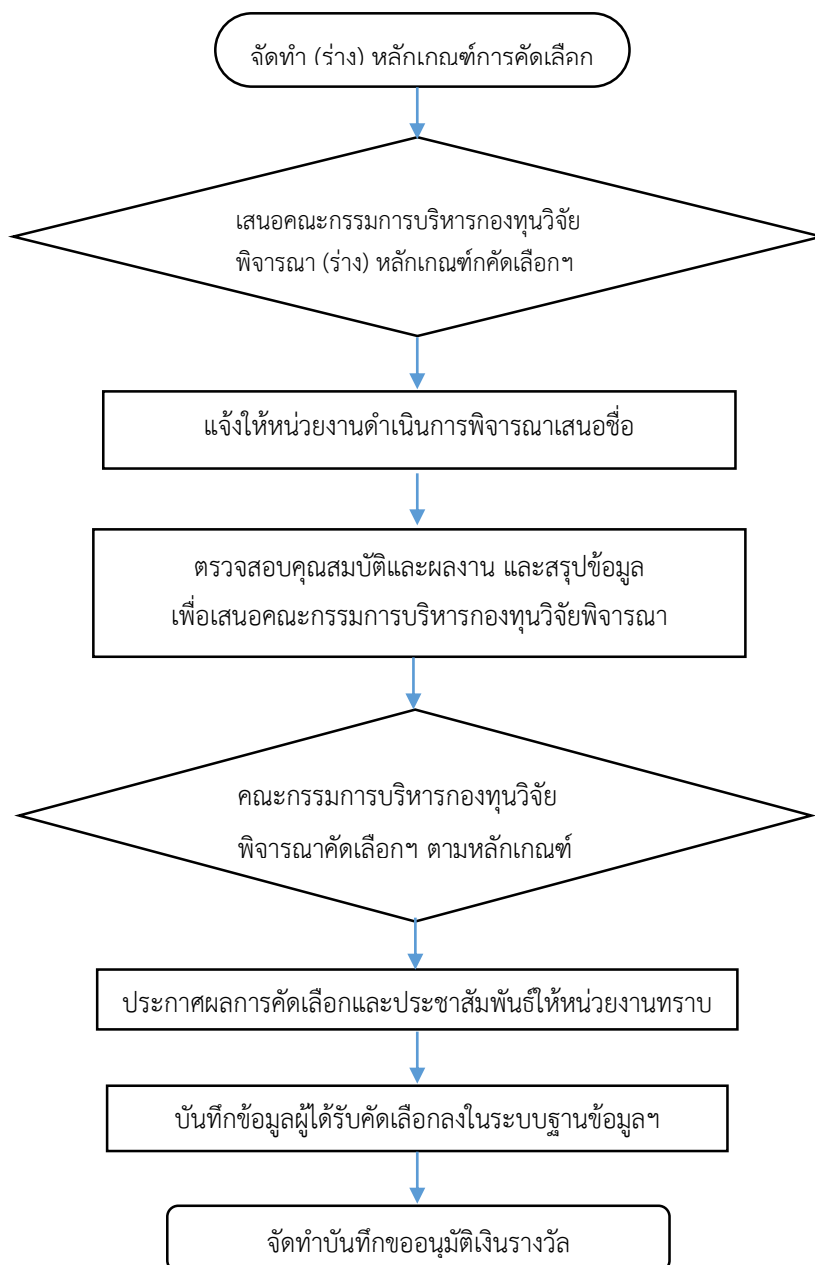 จัดทำ (ร่าง) หลักเกณฑ์การคัดเลือก
เสนอคณะกรรมการบริหารกองทุนวิจัย
พิจารณา (ร่าง) หลักเกณฑ์กคัดเลือกฯ
แจ้งให้หน่วยงานดำเนินการพิจารณาเสนอชื่อ
ตรวจสอบคุณสมบัติและผลงาน และสรุปข้อมูล
เพื่อเสนอคณะกรรมการบริหารกองทุนวิจัยพิจารณา
คณะกรรมการบริหารกองทุนวิจัย
พิจารณาคัดเลือกฯ ตามหลักเกณฑ์
ประกาศผลการคัดเลือกและประชาสัมพันธ์ให้หน่วยงานทราบ
บันทึกข้อมูลผู้ได้รับคัดเลือกลงในระบบฐานข้อมูลฯ
จัดทำบันทึกขออนุมัติเงินรางวัล